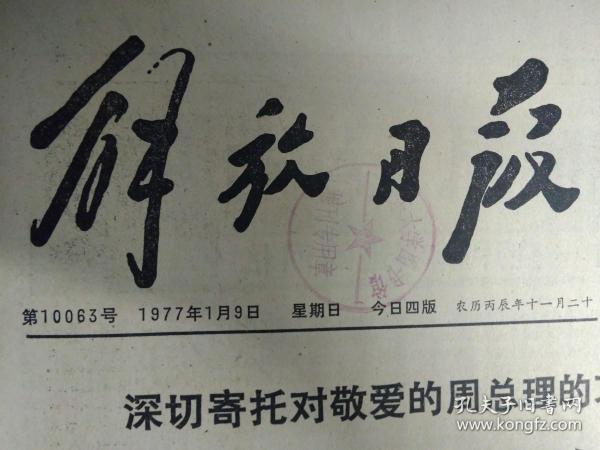 解放日报
第10063号 1977年1月9日 星期日 今日四版 农历丙辰年十一月二十
深切寄托对敬爱的周总理的
孔夫子旧书网
www.kongfz.com